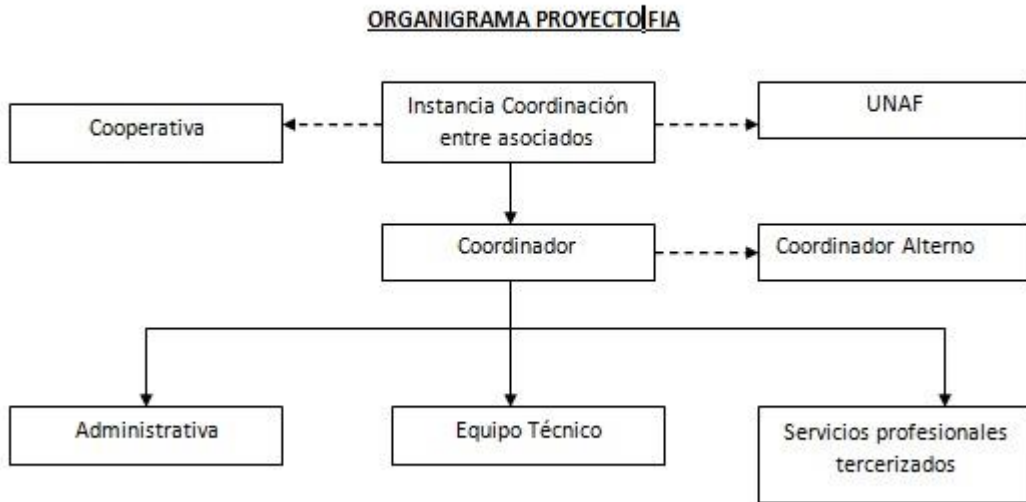 ORGANIGRAMA PROYECTO FIA
Cooperativa
Instancia Coordinación
entre asociados
UNAF
Coordinador
Coordinador Alterno
Administrativa
Equipo Técnico
Servicios profesionales
tercerizados